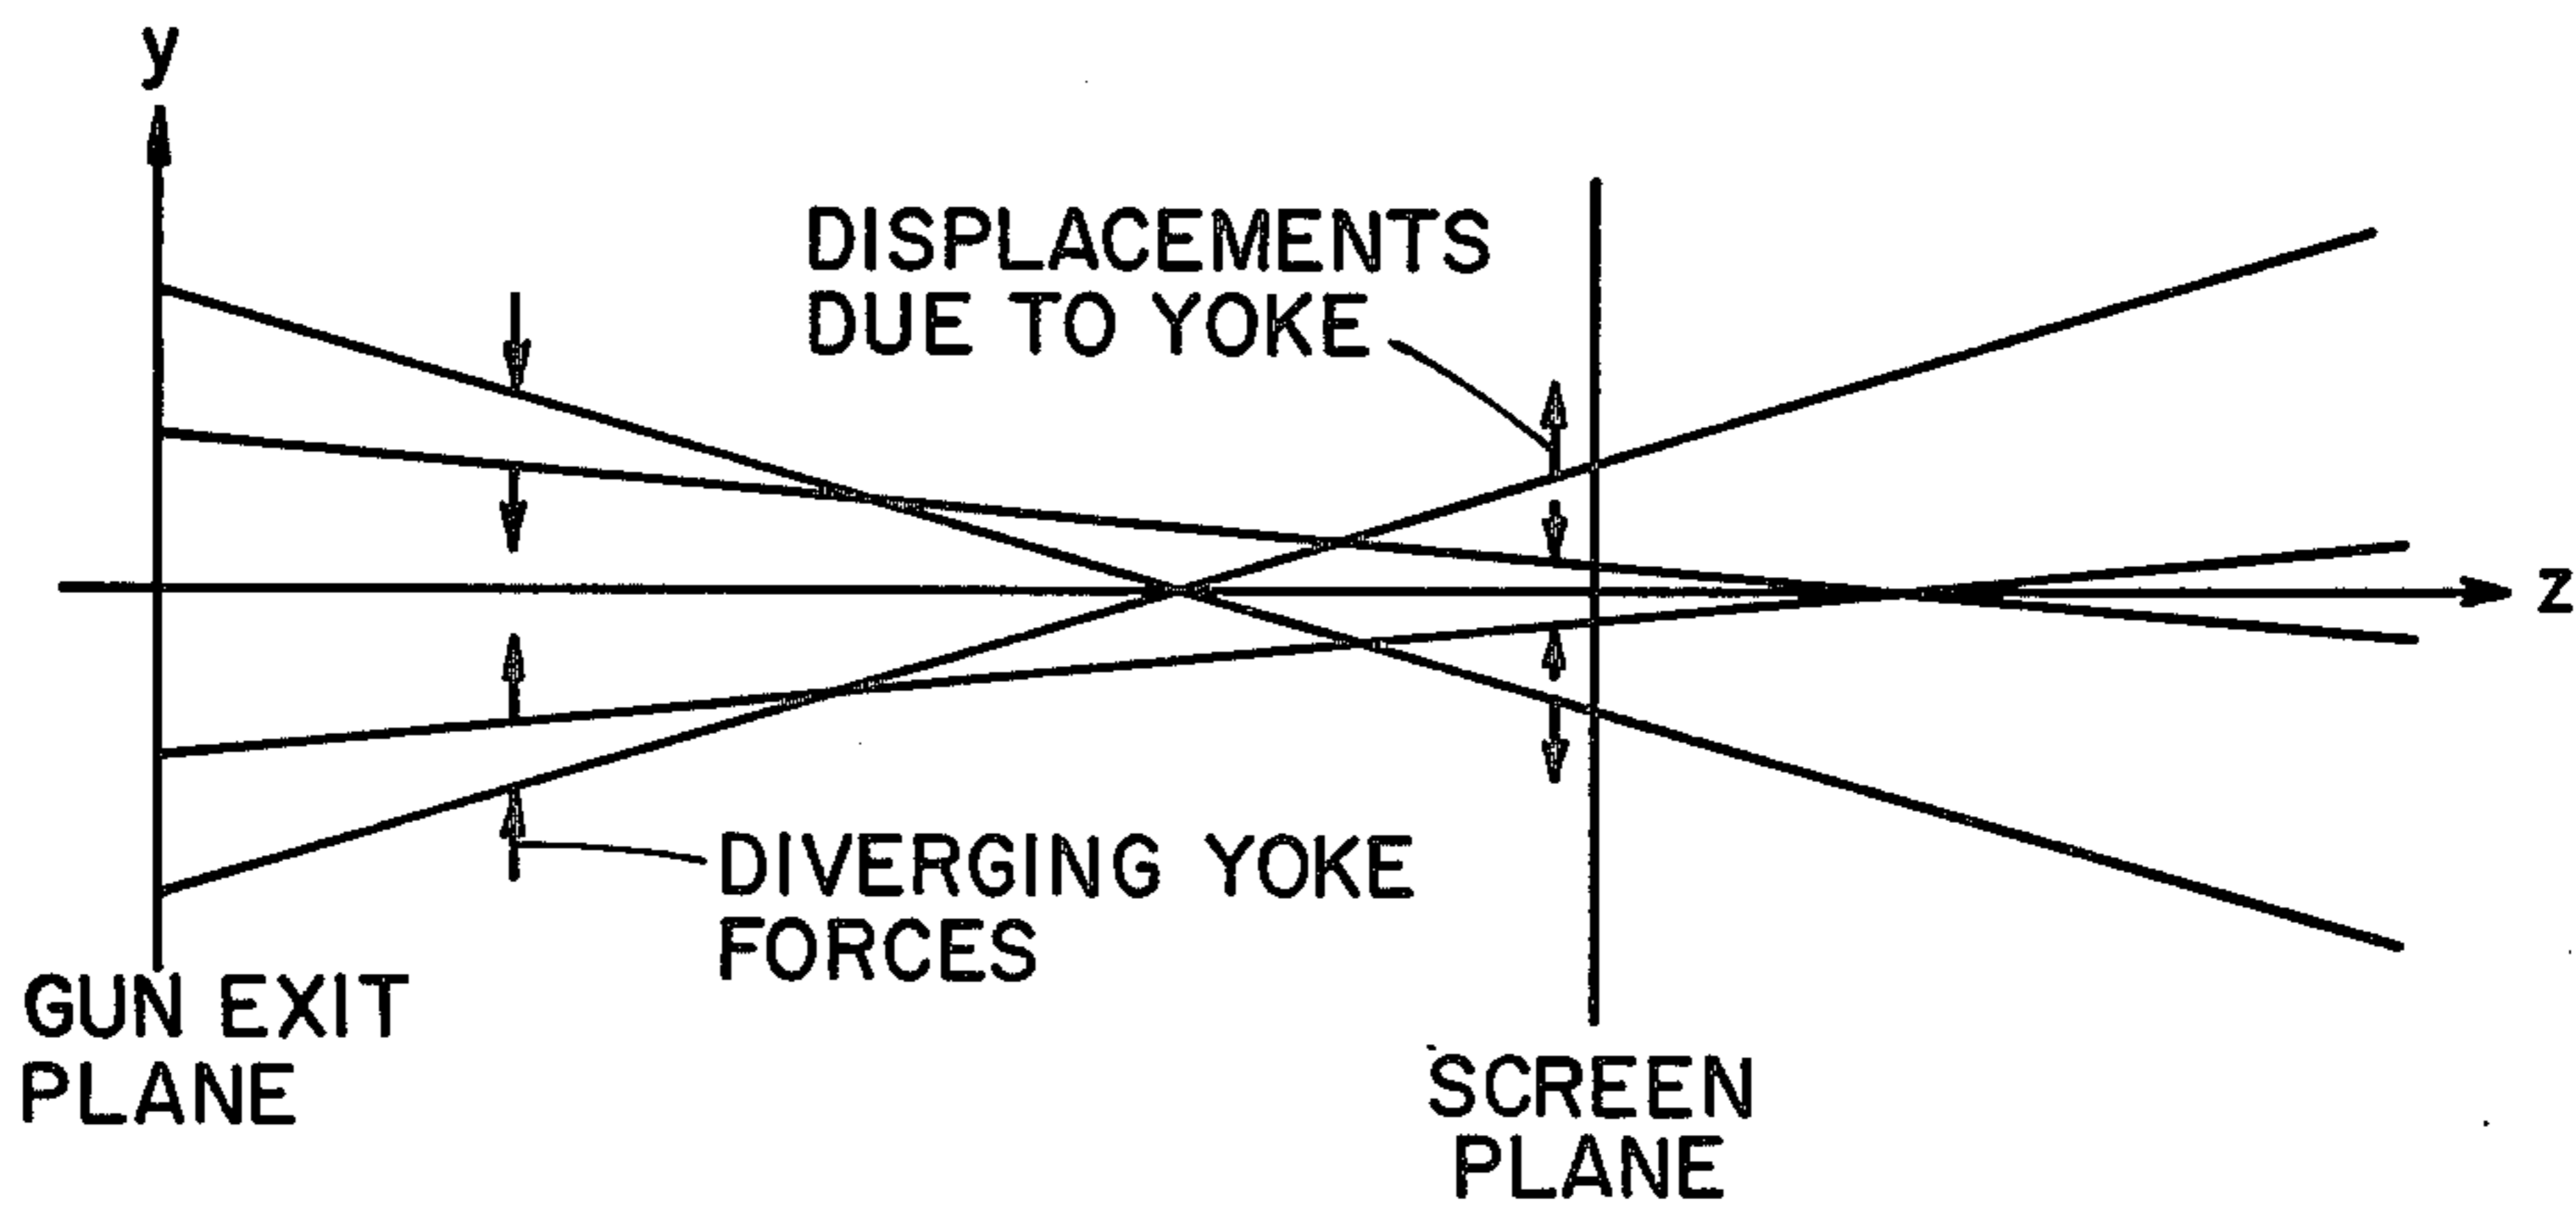 y
DISPLACEMENTS
DUE TO YOKE
z
DIVERGING YOKE
FORCES
GUN EXIT
PLANE
SCREEN
PLANE